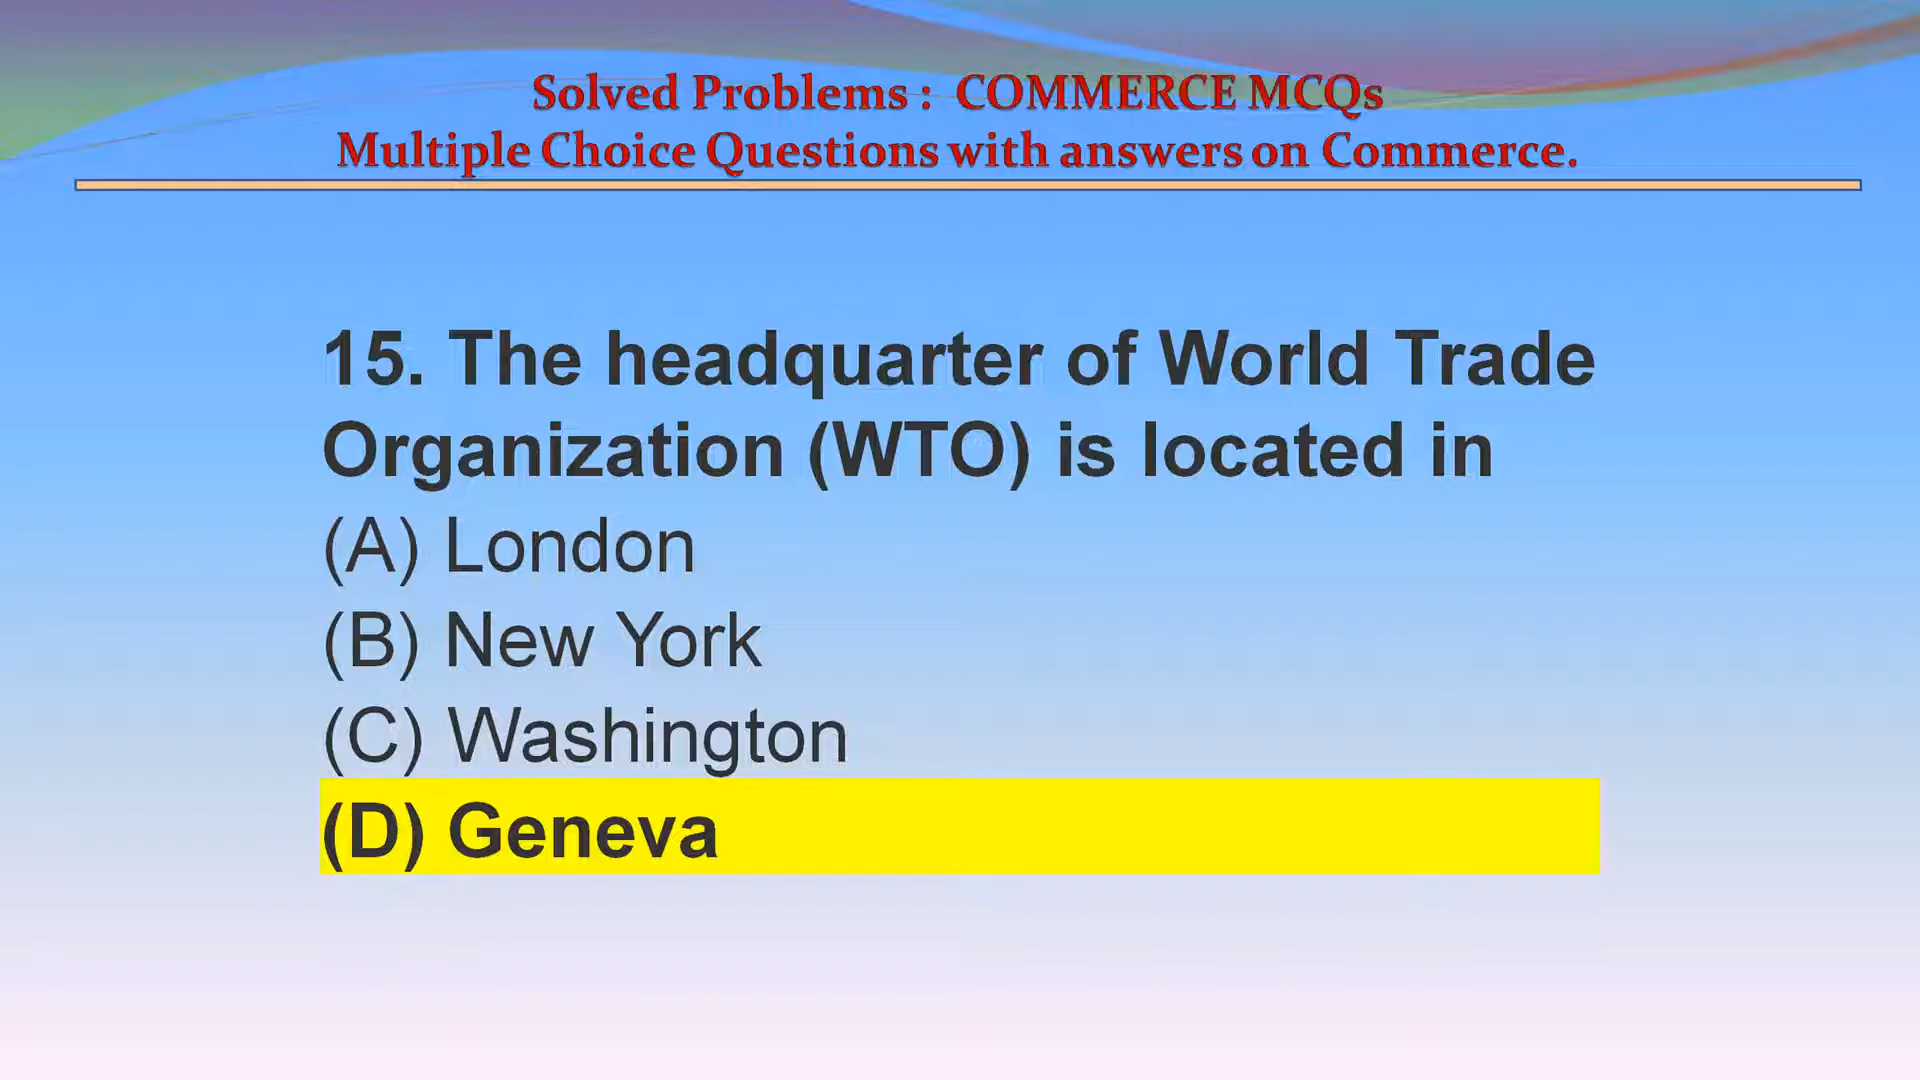 Solved Problems : COMMERCE MCQs
Multiple Choice Questions with answers on Commerce.
15. The headquarter of World Trade
Organization (WTO) is located in
(A) London
(B) New York
(C) Washington
(D) Geneva